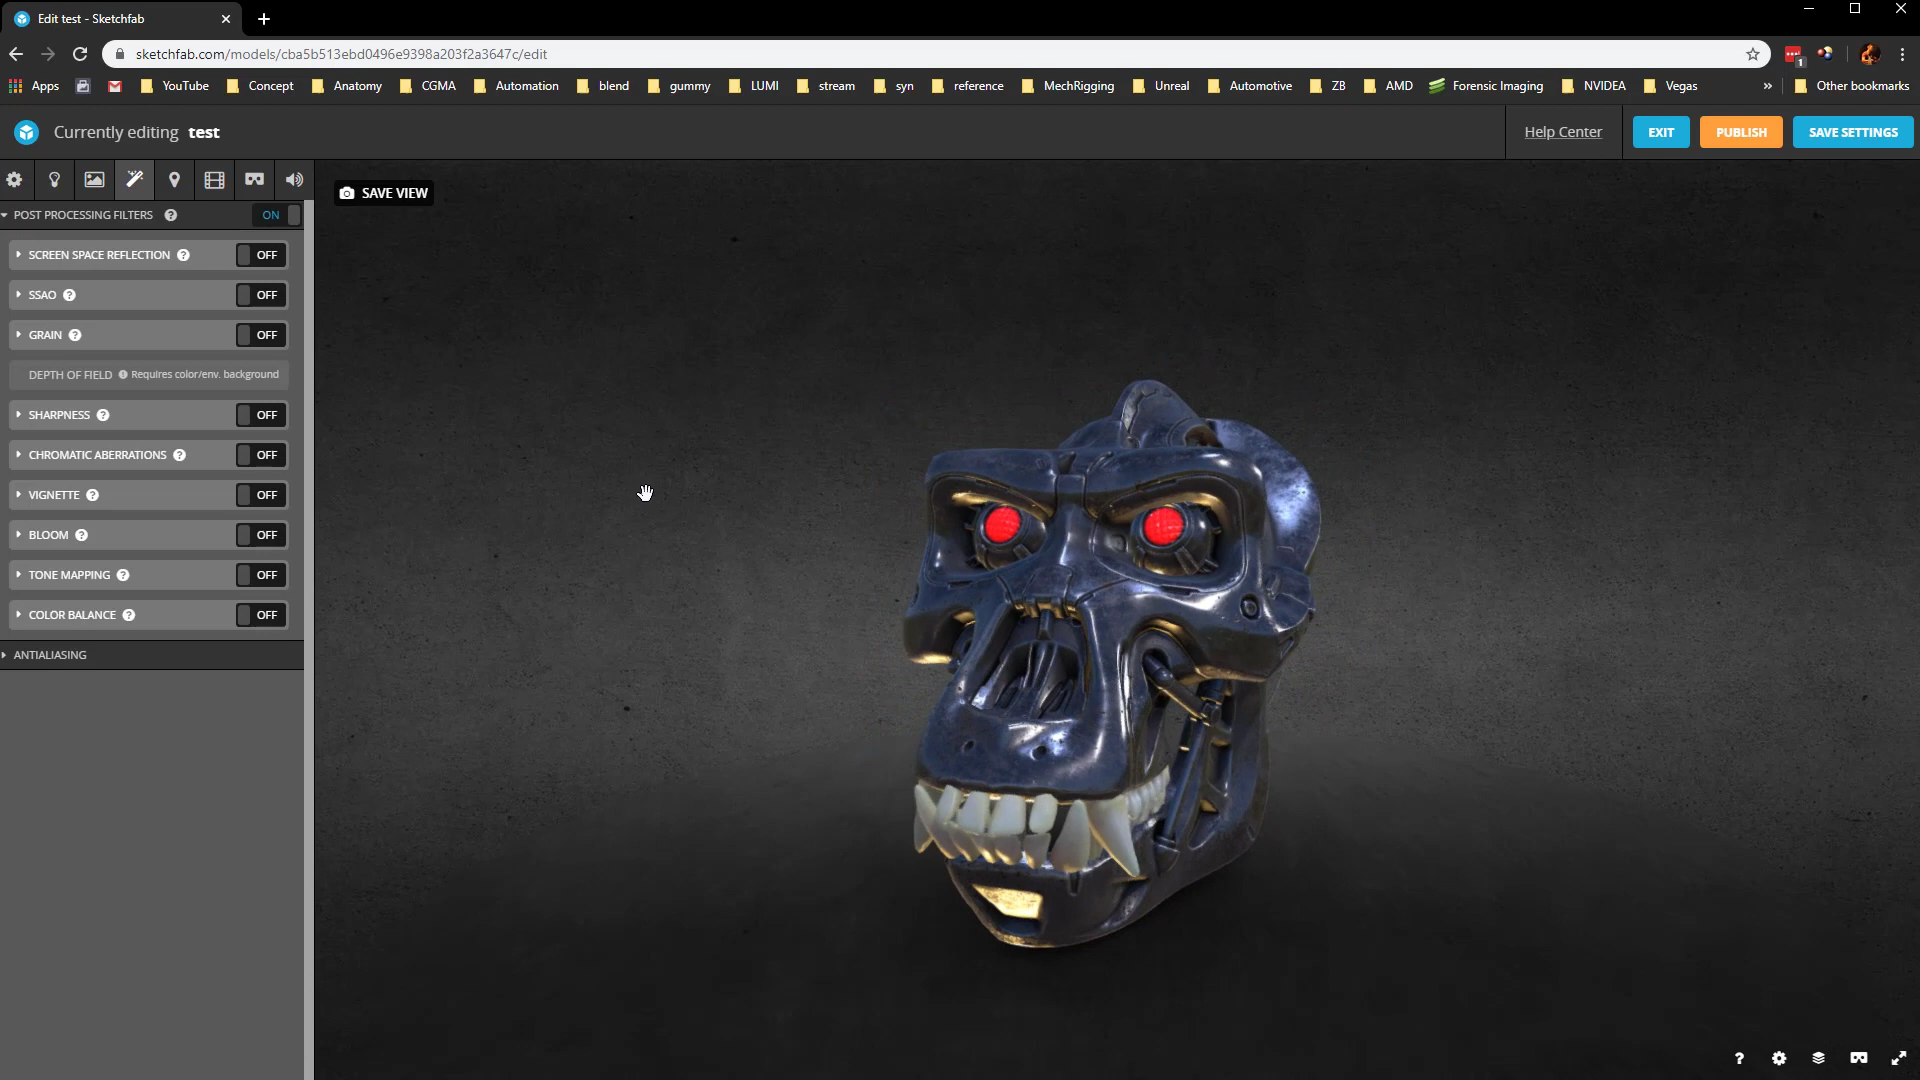 Edit test - Sketchfab
sketchfab.com/models/cba5b513ebd0496e9398a203f2a3647c/edit
1
Apps YouTube Concept Anatomy CGMA Automation blend gummy LUMI stream syn reference MechRigging Unreal Automotive ZB AMD Forensic Imaging NVIDEA Vegas » Other bookmarks
Currently editing test
Help Center
EXIT
PUBLISH
SAVE SETTINGS
SAVE VIEW
POST PROCESSING FILTERS ? ON
SCREEN SPACE REFLECTION ? OFF
SSAO ? OFF
GRAIN ? OFF
DEPTH OF FIELD Requires color/env. background
SHARPNESS ? OFF
CHROMATIC ABERRATIONS ? OFF
VIGNETTE ? OFF
BLOOM ? OFF
TONE MAPPING ? OFF
COLOR BALANCE ? OFF
ANTIALIASING
?